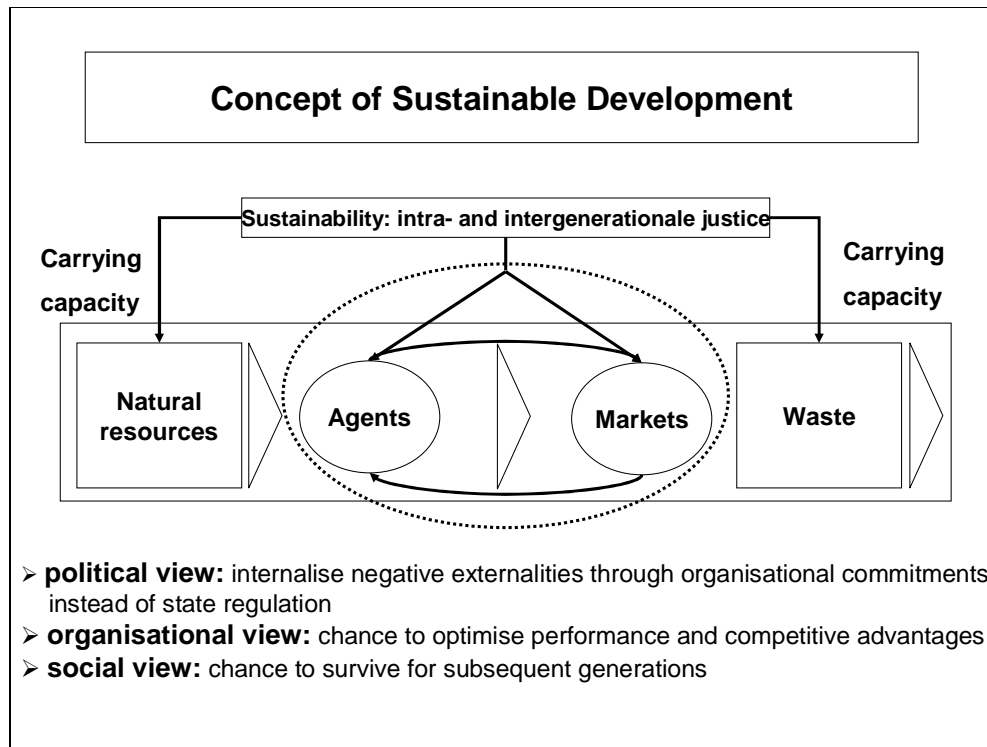 Concept of Sustainable Development
Sustainability: intra- and intergenerationale justice
Carrying
capacity
Carrying
capacity
Natural
resources
Agents
Markets
Waste
➢ political view: internalise negative externalities through organisational commitments
instead of state regulation
➢ organisational view: chance to optimise performance and competitive advantages
➢ social view: chance to survive for subsequent generations